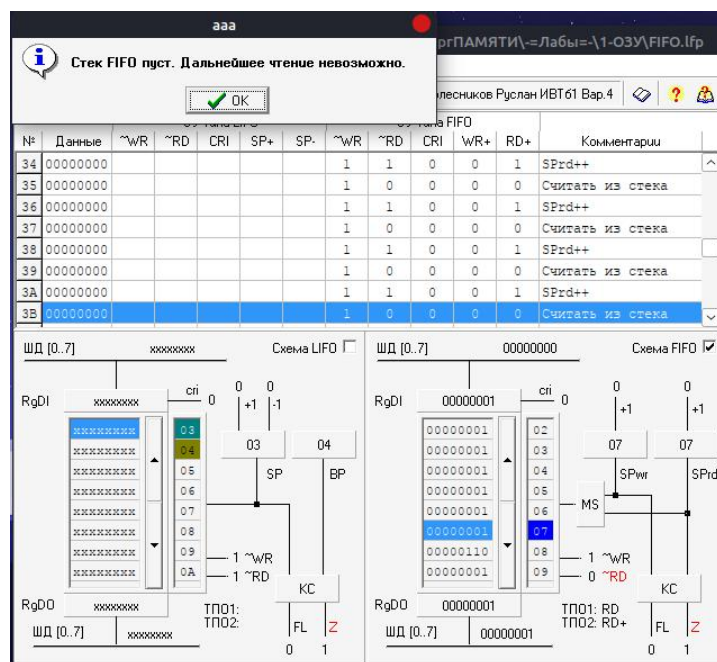 aaa
Стек FIFO пуст. Дальнейшее чтение невозможно.
OK
ргПАМЯТИ\-=Лабы=-\1-ОЗУ\FIFO.lfp
лесников Руслан ИВТ61 Вар.4
FIFO
№ Данные ~WR ~RD CRI SP+ SP- ~WR ~RD CRI WR+ RD+ Комментарии
34 00000000 1 1 0 0 1 SPrd++
35 00000000 1 0 0 0 0 Считать из стека
36 00000000 1 1 0 0 1 SPrd++
37 00000000 1 0 0 0 0 Считать из стека
38 00000000 1 1 0 0 1 SPrd++
39 00000000 1 0 0 0 0 Считать из стека
3A 00000000 1 1 0 0 1 SPrd++
3B 00000000 1 0 0 0 0 Считать из стека
ШД [0..7] xxxxxxxx Схема LIFO
RgDI xxxxxxxx cri 0 0 0
+1 -1
xxxxxxxx 03
xxxxxxxx 04 03 04
xxxxxxxx 05 SP BP
xxxxxxxx 06
xxxxxxxx 07
xxxxxxxx 08
xxxxxxxx 09 1 ~WR
xxxxxxxx 0A 1 ~RD
КС
RgDO xxxxxxxx ТПО1:
ТПО2: FL Z
ШД [0..7] xxxxxxxx
0 1
ШД [0..7] 00000000 Схема FIFO
RgDI 00000001 cri 0 0 0
+1 +1
00000001 02
00000001 03 07 07
00000001 04 SPwr SPrd
00000001 05
00000001 06 MS
00000001 07
00000110 08 1 ~WR
00000001 09 0 ~RD
КС
RgDO 00000001 ТПО1: RD
ТПО2: RD+ FL Z
ШД [0..7] 00000001
0 1